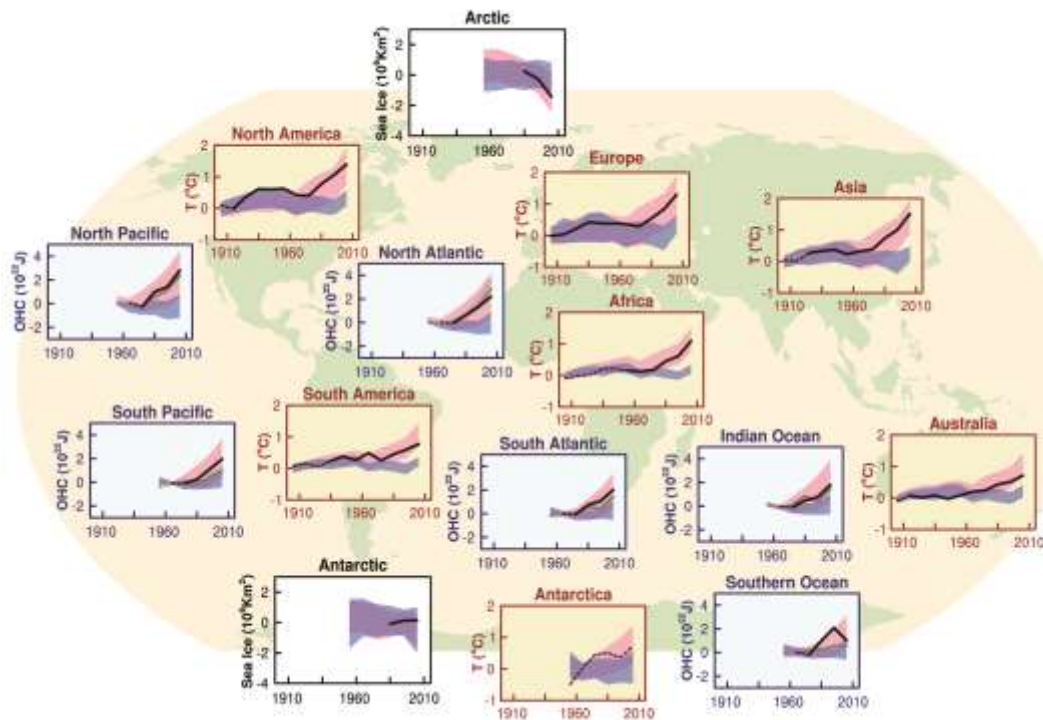 Arctic
Sea Ice (10⁶Km²)
2
0
-2
-4
1910 1960 2010
North America
T (°C)
2
1
0
-1
1910 1960 2010
Europe
T (°C)
2
1
0
-1
1910 1960 2010
Asia
T (°C)
2
1
0
-1
1910 1960 2010
North Pacific
OHC (10²²J)
4
2
0
-2
1910 1960 2010
North Atlantic
OHC (10²²J)
4
2
0
-2
1910 1960 2010
Africa
T (°C)
2
1
0
-1
1910 1960 2010
South Pacific
OHC (10²²J)
4
2
0
-2
1910 1960 2010
South America
T (°C)
2
1
0
-1
1910 1960 2010
South Atlantic
OHC (10²²J)
4
2
0
-2
1910 1960 2010
Indian Ocean
OHC (10²²J)
4
2
0
-2
1910 1960 2010
Australia
T (°C)
2
1
0
-1
1910 1960 2010
Antarctic
Sea Ice (10⁶Km²)
2
0
-2
-4
1910 1960 2010
Antarctica
T (°C)
2
1
0
-1
1910 1960 2010
Southern Ocean
OHC (10²²J)
4
2
0
-2
1910 1960 2010